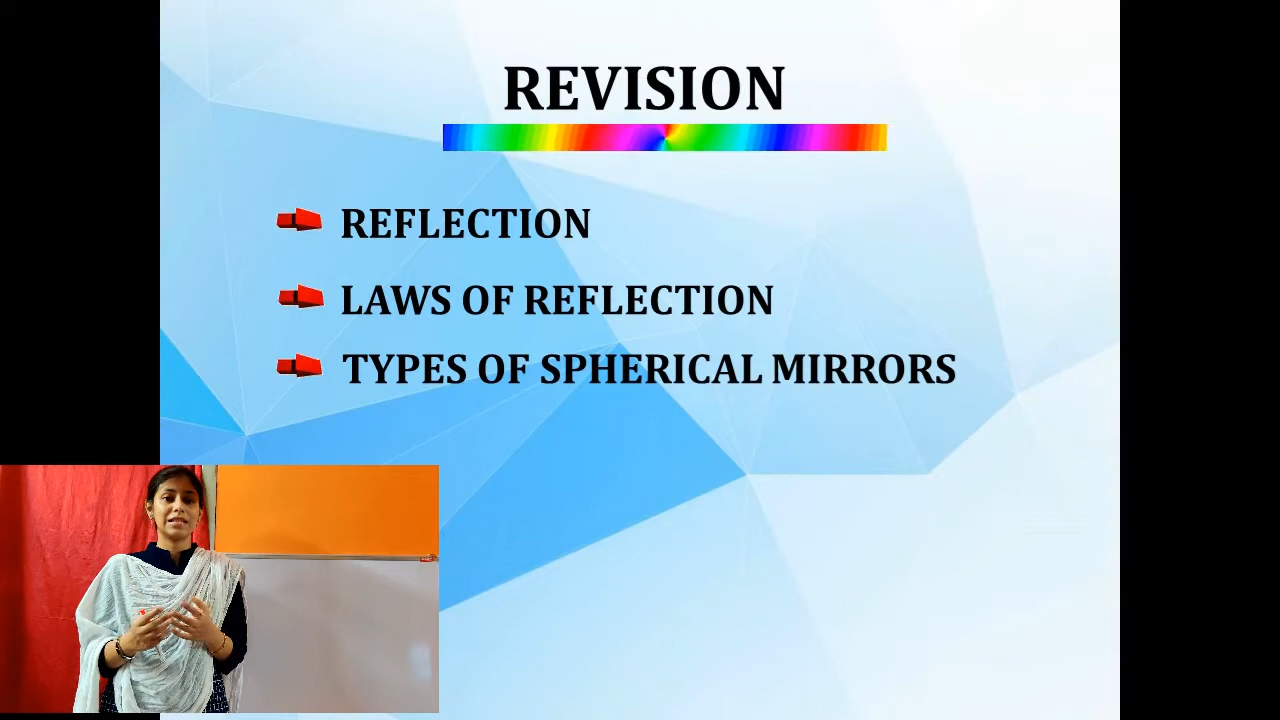 REVISION
REFLECTION
LAWS OF REFLECTION
TYPES OF SPHERICAL MIRRORS